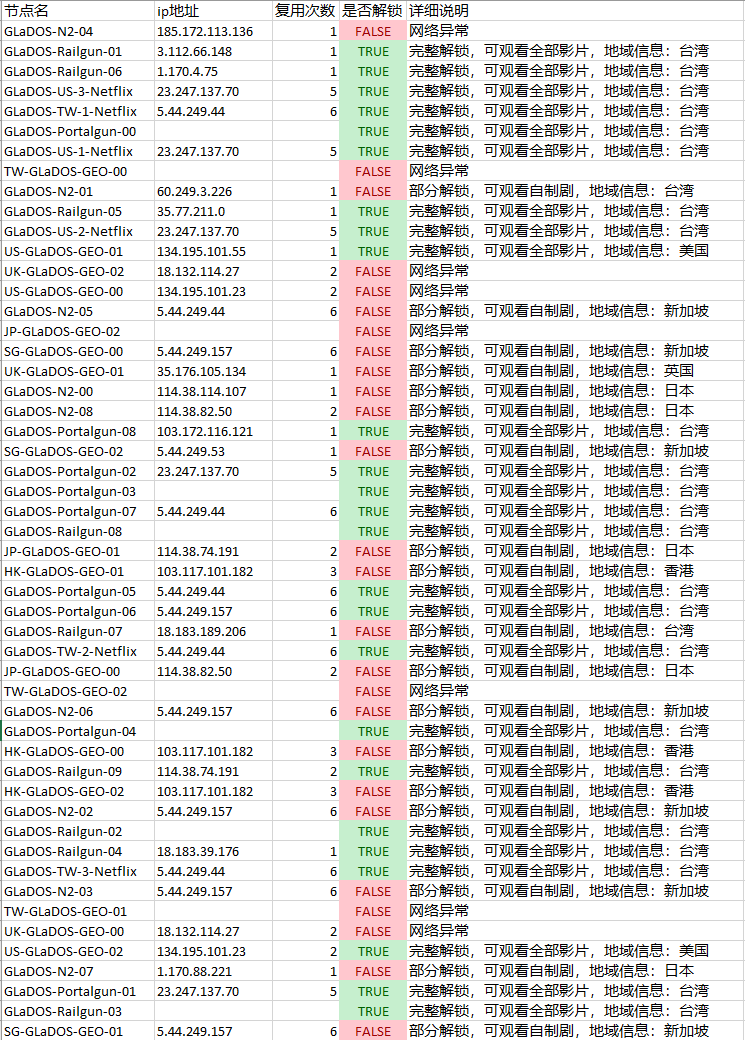 节点名 ip地址 复用次数 是否解锁 详细说明
GLaDOS-N2-04 185.172.113.136 1 FALSE 网络异常
GLaDOS-Railgun-01 3.112.66.148 1 TRUE 完整解锁，可观看全部影片，地域信息：台湾
GLaDOS-Railgun-06 1.170.4.75 1 TRUE 完整解锁，可观看全部影片，地域信息：台湾
GLaDOS-US-3-Netflix 23.247.137.70 5 TRUE 完整解锁，可观看全部影片，地域信息：台湾
GLaDOS-TW-1-Netflix 5.44.249.44 6 TRUE 完整解锁，可观看全部影片，地域信息：台湾
GLaDOS-Portalgun-00 TRUE 完整解锁，可观看全部影片，地域信息：台湾
GLaDOS-US-1-Netflix 23.247.137.70 5 TRUE 完整解锁，可观看全部影片，地域信息：台湾
TW-GLaDOS-GEO-00 FALSE 网络异常
GLaDOS-N2-01 60.249.3.226 1 FALSE 部分解锁，可观看自制剧，地域信息：台湾
GLaDOS-Railgun-05 35.77.211.0 1 TRUE 完整解锁，可观看全部影片，地域信息：台湾
GLaDOS-US-2-Netflix 23.247.137.70 5 TRUE 完整解锁，可观看全部影片，地域信息：台湾
US-GLaDOS-GEO-01 134.195.101.55 1 TRUE 完整解锁，可观看全部影片，地域信息：美国
UK-GLaDOS-GEO-02 18.132.114.27 2 FALSE 网络异常
US-GLaDOS-GEO-00 134.195.101.23 2 FALSE 网络异常
GLaDOS-N2-05 5.44.249.44 6 FALSE 部分解锁，可观看自制剧，地域信息：新加坡
JP-GLaDOS-GEO-02 FALSE 网络异常
SG-GLaDOS-GEO-00 5.44.249.157 6 FALSE 部分解锁，可观看自制剧，地域信息：新加坡
UK-GLaDOS-GEO-01 35.176.105.134 1 FALSE 部分解锁，可观看自制剧，地域信息：英国
GLaDOS-N2-00 114.38.114.107 1 FALSE 部分解锁，可观看自制剧，地域信息：日本
GLaDOS-N2-08 114.38.82.50 2 FALSE 部分解锁，可观看自制剧，地域信息：日本
GLaDOS-Portalgun-08 103.172.116.121 1 TRUE 完整解锁，可观看全部影片，地域信息：台湾
SG-GLaDOS-GEO-02 5.44.249.53 1 FALSE 部分解锁，可观看自制剧，地域信息：新加坡
GLaDOS-Portalgun-02 23.247.137.70 5 TRUE 完整解锁，可观看全部影片，地域信息：台湾
GLaDOS-Portalgun-03 TRUE 完整解锁，可观看全部影片，地域信息：台湾
GLaDOS-Portalgun-07 5.44.249.44 6 TRUE 完整解锁，可观看全部影片，地域信息：台湾
GLaDOS-Railgun-08 TRUE 完整解锁，可观看全部影片，地域信息：台湾
JP-GLaDOS-GEO-01 114.38.74.191 2 FALSE 部分解锁，可观看自制剧，地域信息：日本
HK-GLaDOS-GEO-01 103.117.101.182 3 FALSE 部分解锁，可观看自制剧，地域信息：香港
GLaDOS-Portalgun-05 5.44.249.44 6 TRUE 完整解锁，可观看全部影片，地域信息：台湾
GLaDOS-Portalgun-06 5.44.249.157 6 TRUE 完整解锁，可观看全部影片，地域信息：台湾
GLaDOS-Railgun-07 18.183.189.206 1 FALSE 部分解锁，可观看自制剧，地域信息：台湾
GLaDOS-TW-2-Netflix 5.44.249.44 6 TRUE 完整解锁，可观看全部影片，地域信息：台湾
JP-GLaDOS-GEO-00 114.38.82.50 2 FALSE 部分解锁，可观看自制剧，地域信息：日本
TW-GLaDOS-GEO-02 FALSE 网络异常
GLaDOS-N2-06 5.44.249.157 6 FALSE 部分解锁，可观看自制剧，地域信息：新加坡
GLaDOS-Portalgun-04 TRUE 完整解锁，可观看全部影片，地域信息：台湾
HK-GLaDOS-GEO-00 103.117.101.182 3 FALSE 部分解锁，可观看自制剧，地域信息：香港
GLaDOS-Railgun-09 114.38.74.191 2 TRUE 完整解锁，可观看全部影片，地域信息：台湾
HK-GLaDOS-GEO-02 103.117.101.182 3 FALSE 部分解锁，可观看自制剧，地域信息：香港
GLaDOS-N2-02 5.44.249.157 6 FALSE 部分解锁，可观看自制剧，地域信息：新加坡
GLaDOS-Railgun-02 TRUE 完整解锁，可观看全部影片，地域信息：台湾
GLaDOS-Railgun-04 18.183.39.176 1 TRUE 完整解锁，可观看全部影片，地域信息：台湾
GLaDOS-TW-3-Netflix 5.44.249.44 6 TRUE 完整解锁，可观看全部影片，地域信息：台湾
GLaDOS-N2-03 5.44.249.157 6 FALSE 部分解锁，可观看自制剧，地域信息：新加坡
TW-GLaDOS-GEO-01 FALSE 网络异常
UK-GLaDOS-GEO-00 18.132.114.27 2 FALSE 网络异常
US-GLaDOS-GEO-02 134.195.101.23 2 TRUE 完整解锁，可观看全部影片，地域信息：美国
GLaDOS-N2-07 1.170.88.221 1 FALSE 部分解锁，可观看自制剧，地域信息：日本
GLaDOS-Portalgun-01 23.247.137.70 5 TRUE 完整解锁，可观看全部影片，地域信息：台湾
GLaDOS-Railgun-03 TRUE 完整解锁，可观看全部影片，地域信息：台湾
SG-GLaDOS-GEO-01 5.44.249.157 6 FALSE 部分解锁，可观看自制剧，地域信息：新加坡